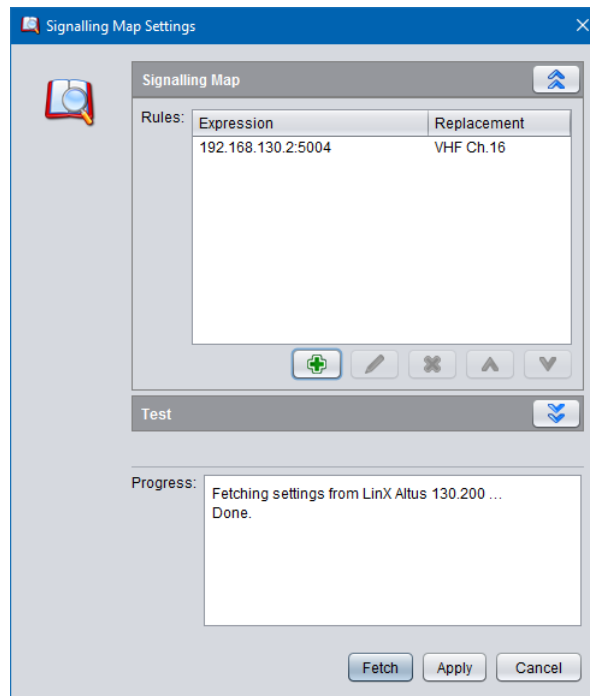 Signalling Map Settings
Signalling Map
Rules:
Expression Replacement
192.168.130.2:5004 VHF Ch.16
Test
Progress:
Fetching settings from LinX Altus 130.200 ...
Done.
Fetch Apply Cancel